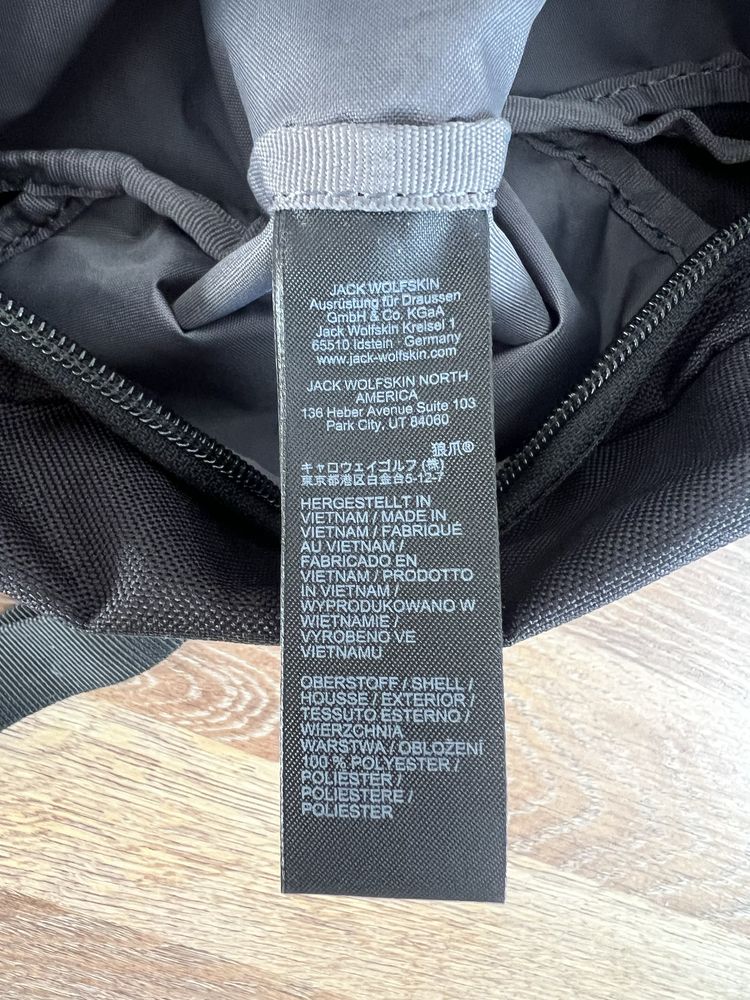 JACK WOLFSKIN
Ausrüstung für Draussen
GmbH & Co. KGaA
Jack Wolfskin Kreisel 1
65510 Idstein · Germany
www.jack-wolfskin.com
JACK WOLFSKIN NORTH
AMERICA
136 Heber Avenue Suite 103
Park City, UT 84060
狼爪®
キャロウェイゴルフ (株)
東京都港区白金台5-12-7
HERGESTELLT IN
VIETNAM / MADE IN
VIETNAM / FABRIQUÉ
AU VIETNAM /
FABRICADO EN
VIETNAM / PRODOTTO
IN VIETNAM /
WYPRODUKOWANO W
WIETNAMIE /
VYROBENO VE
VIETNAMU
OBERSTOFF / SHELL /
HOUSSE / EXTERIOR /
TESSUTO ESTERNO /
WIERZCHNIA
WARSTWA / OBLOŽENÍ
100 % POLYESTER /
POLIÉSTER /
POLIESTERE /
POLIESTER